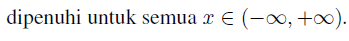 dipenuhi untuk semua x ∈ (−∞, +∞).